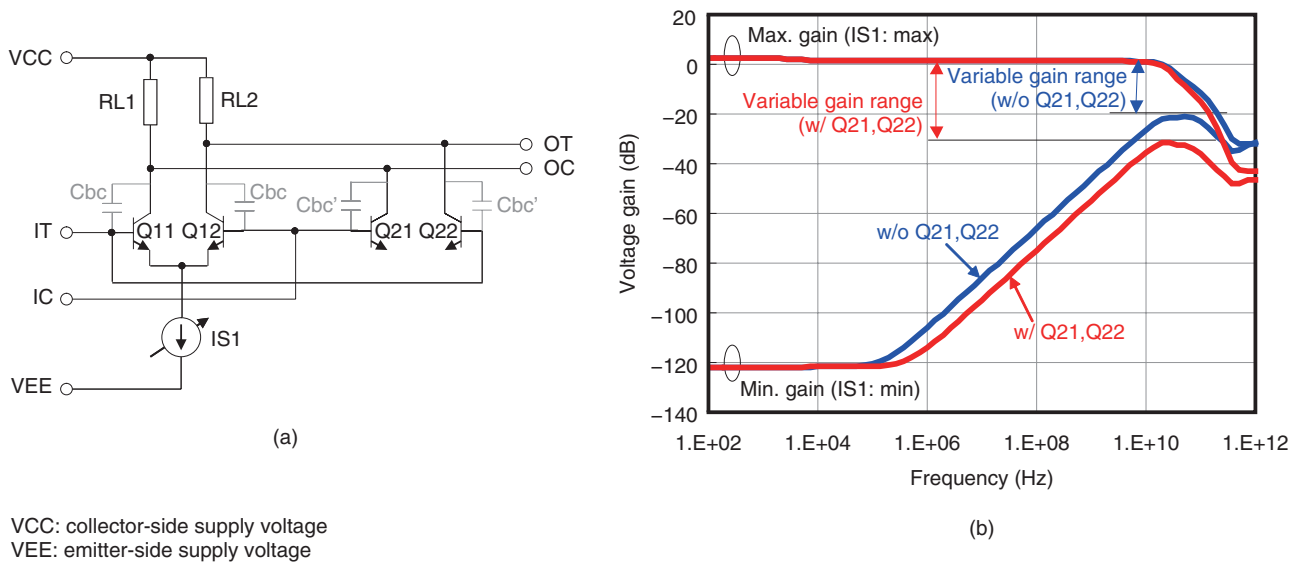 VCC
RL1
RL2
OT
OC
Cbc
Cbc
Cbc'
Cbc'
IT
Q11
Q12
Q21
Q22
IC
IS1
VEE
(a)
VCC: collector-side supply voltage
VEE: emitter-side supply voltage
Voltage gain (dB)
20
0
−20
−40
−60
−80
−100
−120
−140
Max. gain (IS1: max)
Variable gain range
(w/o Q21,Q22)
Variable gain range
(w/ Q21,Q22)
w/o Q21,Q22
w/ Q21,Q22
Min. gain (IS1: min)
1.E+02
1.E+04
1.E+06
1.E+08
1.E+10
1.E+12
Frequency (Hz)
(b)